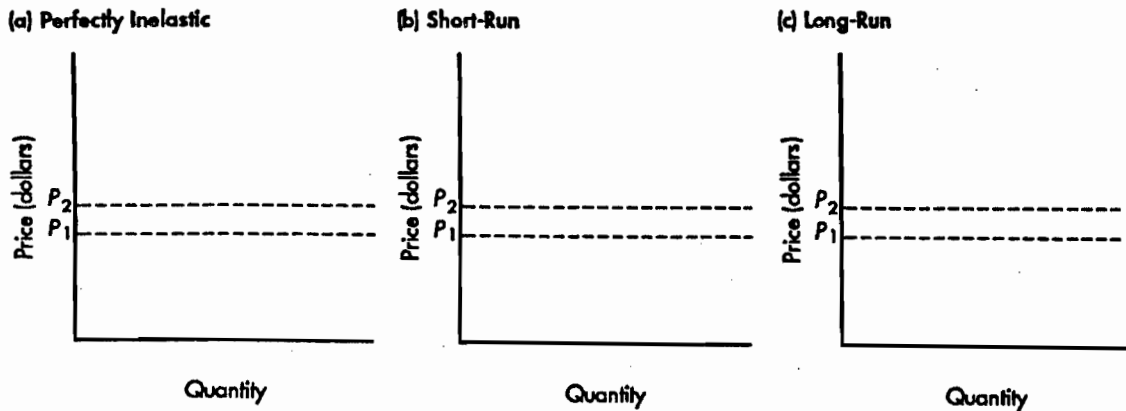 (a) Perfectly Inelastic
Price (dollars)
P2
P1
Quantity
(b) Short-Run
Price (dollars)
P2
P1
Quantity
(c) Long-Run
Price (dollars)
P2
P1
Quantity